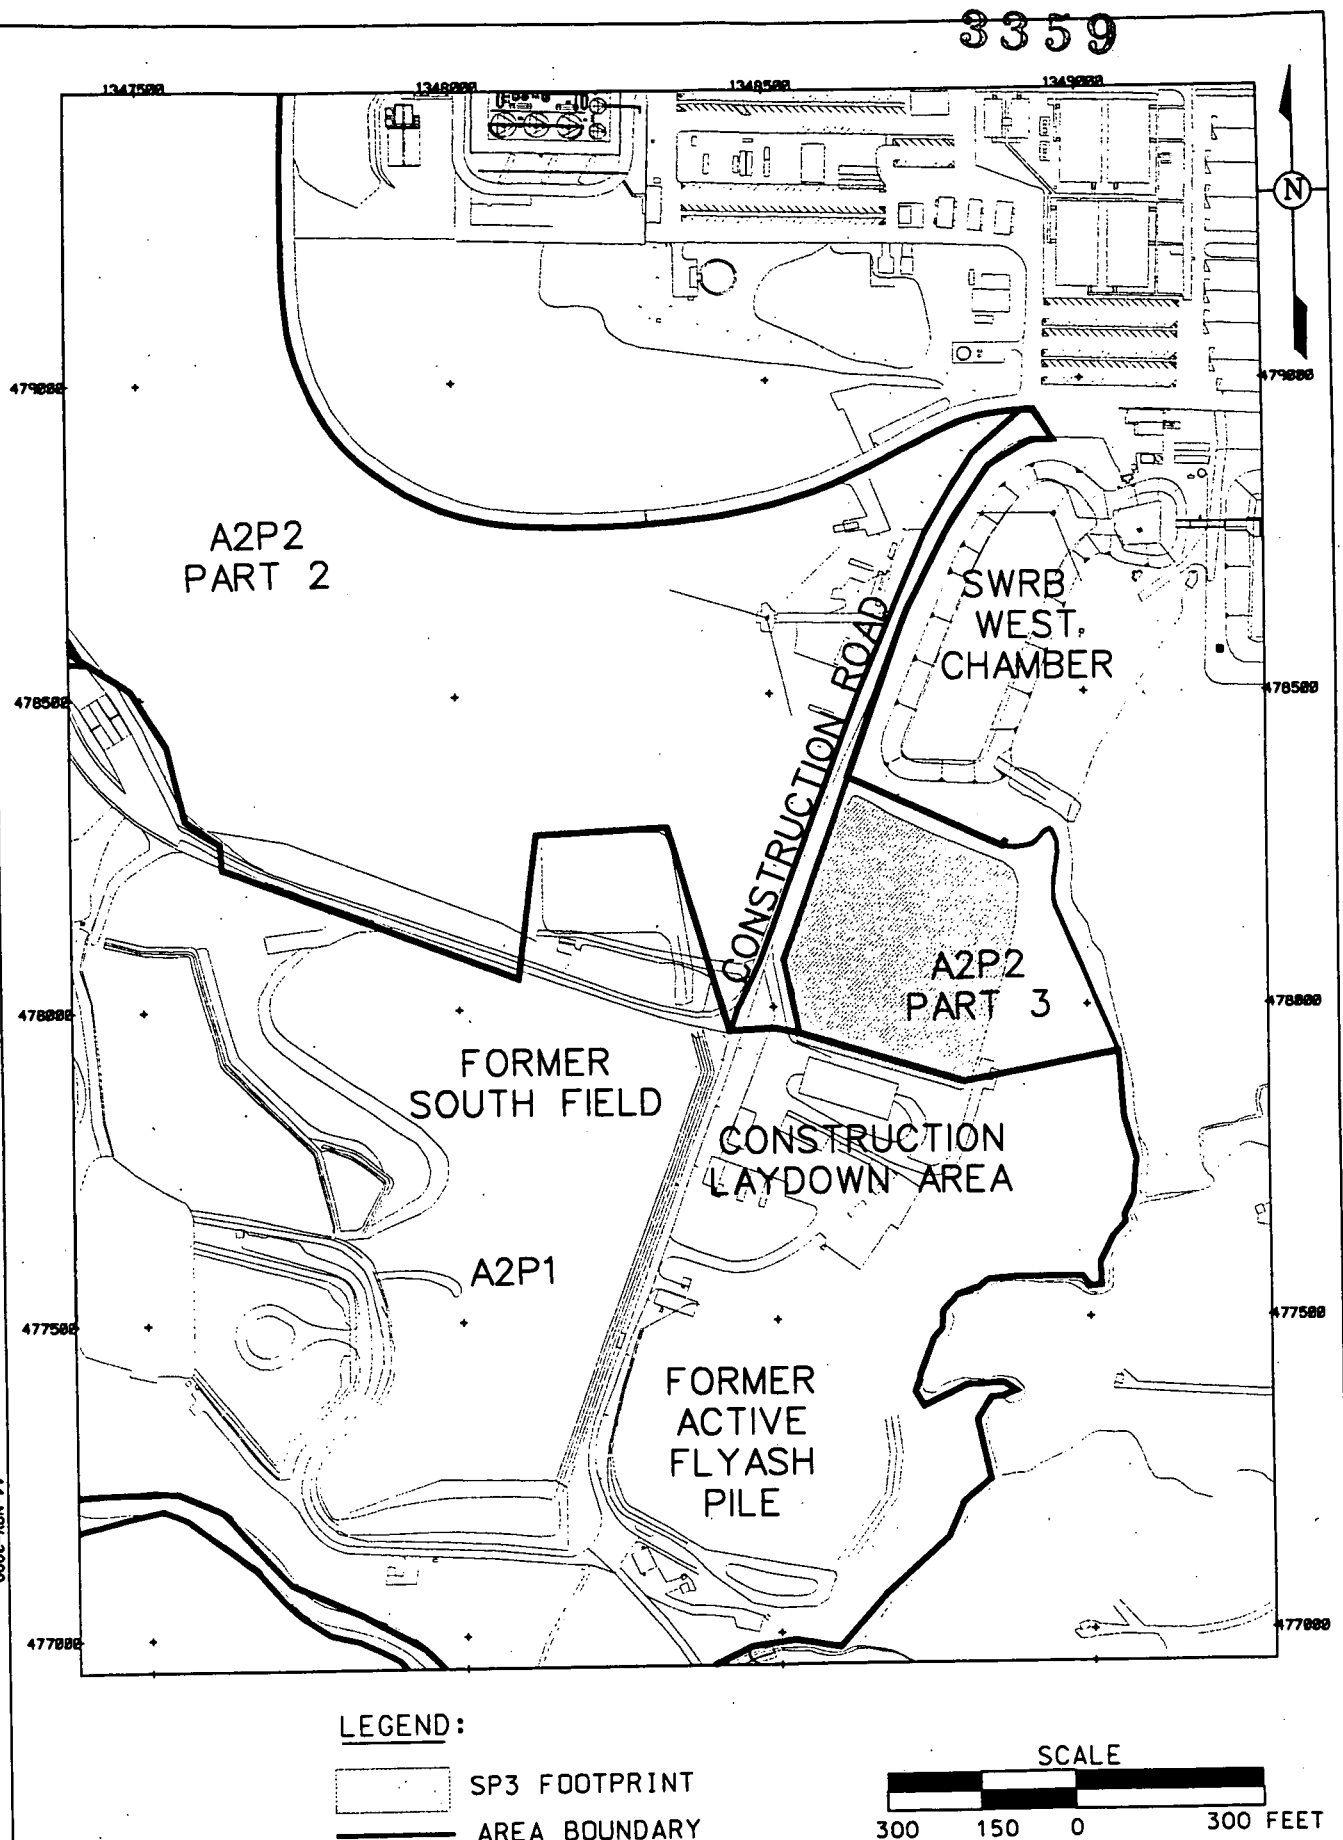 3359
1347500 1348000 1348500 1349000
N
479000 479000
A2P2
PART 2
SWRB
WEST
CHAMBER
CONSTRUCTION ROAD
478500 478500
A2P2
PART 3
478000 478000
FORMER
SOUTH FIELD
CONSTRUCTION
LAYDOWN AREA
A2P1
477500 477500
FORMER
ACTIVE
FLYASH
PILE
477000 477000
LEGEND:
SP3 FOOTPRINT
AREA BOUNDARY
SCALE
300 150 0 300 FEET